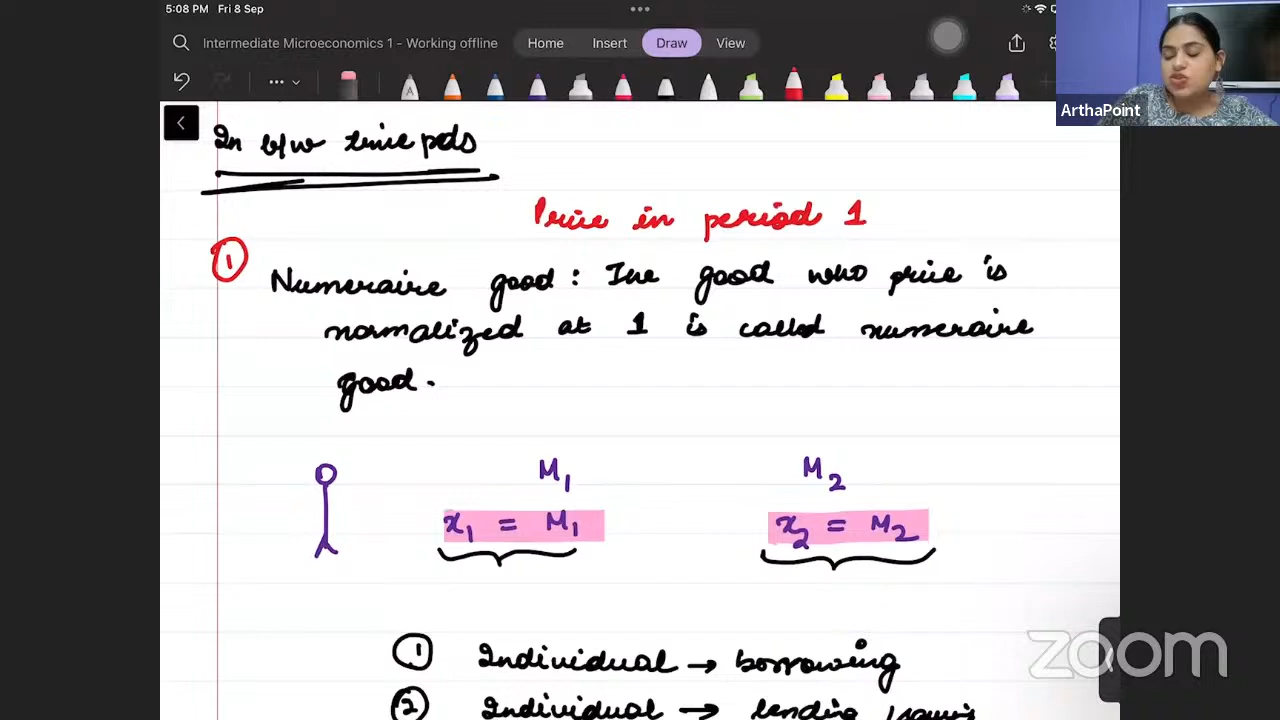 5:08 PM Fri 8 Sep
Intermediate Microeconomics 1 - Working offline
Home Insert Draw View
ArthaPoint
In b/w time pds
Price in period 1
① Numeraire good : The good who price is
normalized at 1 is called numeraire
good.
M₁ M₂
x₁ = M₁ x₂ = M₂
① Individual → borrowing
② Individual → lending
zoom